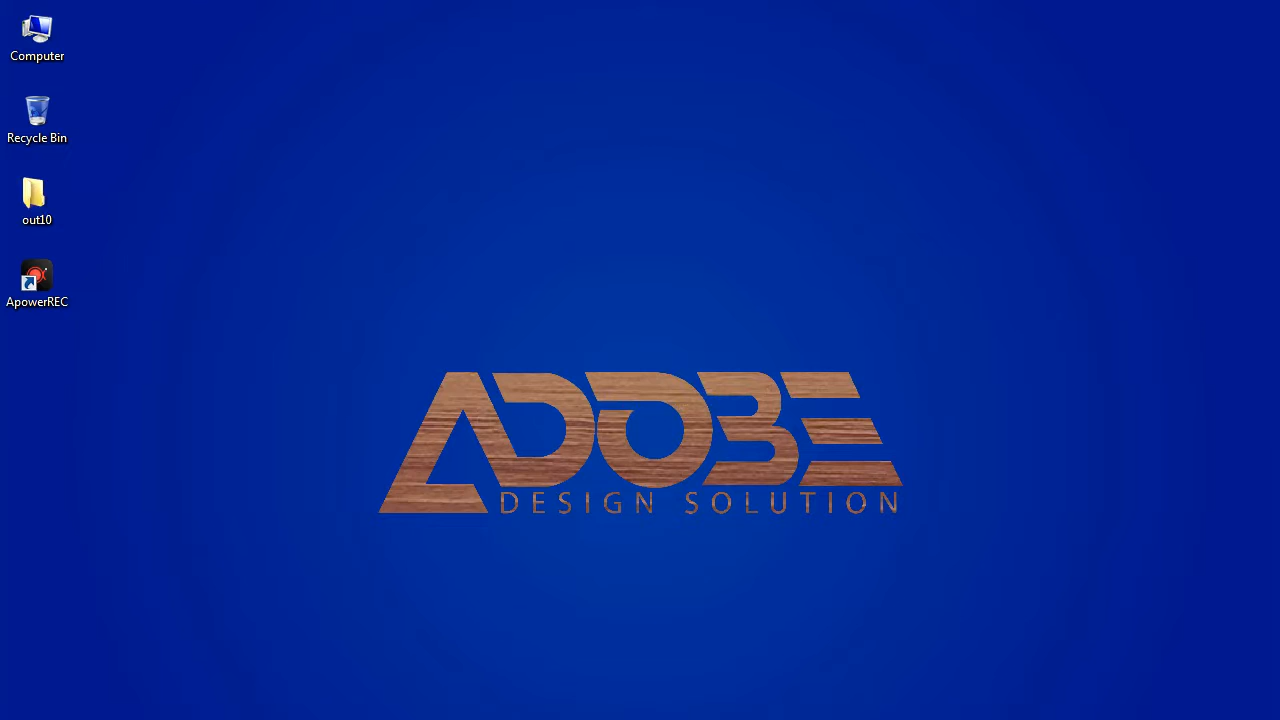 Computer
Recycle Bin
out10
ApowerREC
ADOBE
DESIGN SOLUTION